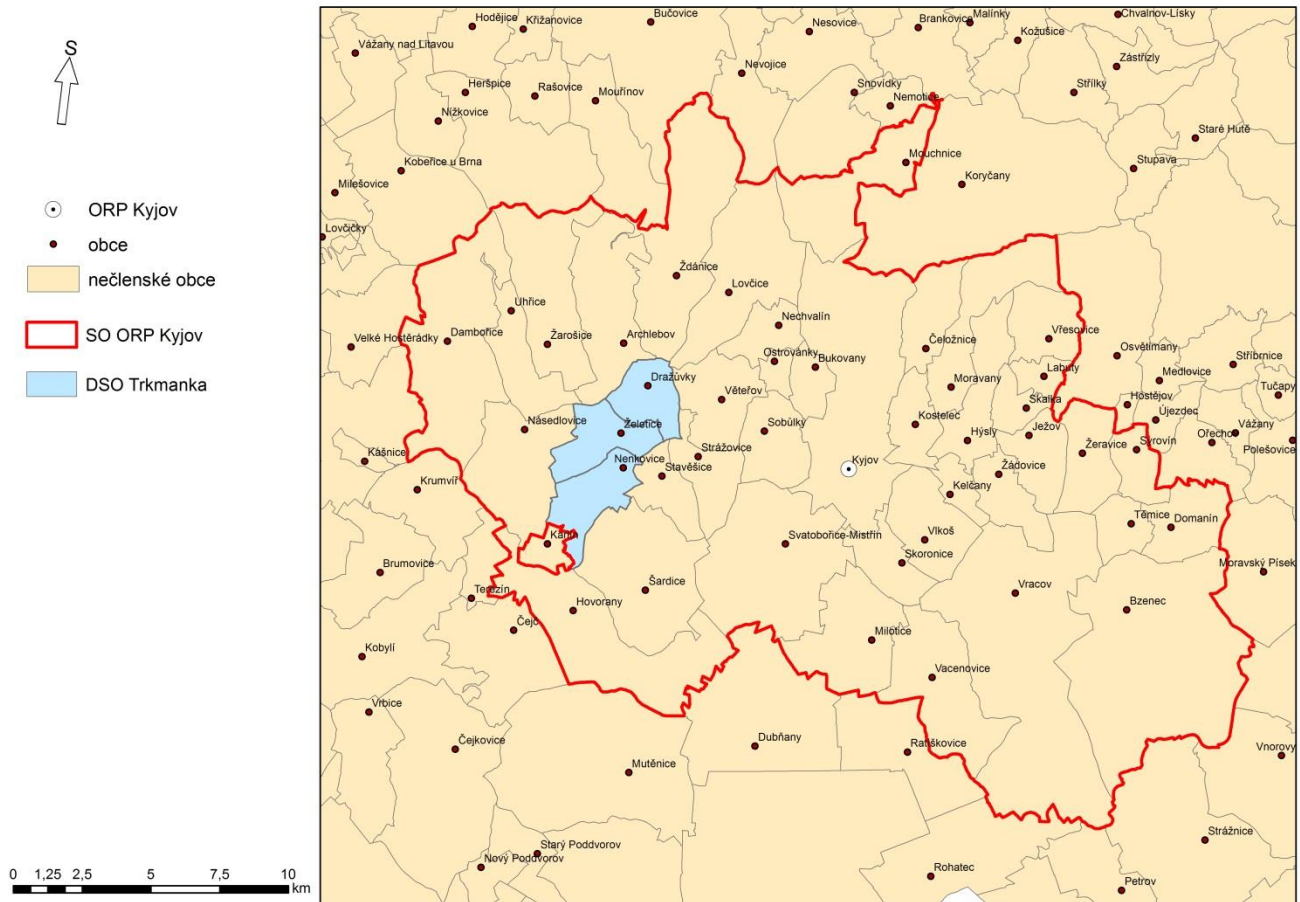 S
ORP Kyjov
obce
nečlenské obce
SO ORP Kyjov
DSO Trkmanka
0 1,25 2,5 5 7,5 10
km
Hodějice
Křižanovice
Bučovice
Nesovice
Brankovice
Malínky
Chvalnov-Lísky
Kožušice
Vážany nad Litavou
Zástřizly
Nevojice
Heršpice
Rašovice
Mouřínov
Snovídky
Nemotice
Střílky
Nížkovice
Staré Hutě
Kobeřice u Brna
Mouchnice
Koryčany
Stupava
Milešovice
Lovčičky
Ždánice
Lovčice
Uhřice
Nechvalín
Velké Hostěrádky
Dambořice
Žarošice
Archlebov
Čeložnice
Vřesovice
Osvětimany
Ostrovánky
Bukovany
Stříbrnice
Labuty
Medlovice
Dražůvky
Moravany
Tučapy
Věteřov
Skalka
Hostějov
Újezdec
Násedlovice
Želetice
Sobůlky
Kostelec
Hýsly
Ježov
Žeravice
Syrovín
Ořechov
Vážany
Polešovice
Kašnice
Strážovice
Nenkovice
Stavěšice
Kyjov
Žádovice
Krumvíř
Kelčany
Těmice
Domanín
Karlín
Svatobořice-Mistřín
Vlkoš
Skoronice
Brumovice
Moravský Písek
Terezín
Šardice
Hovorany
Vracov
Bzenec
Čejč
Milotice
Kobylí
Vacenovice
Vrbice
Čejkovice
Dubňany
Ratíškovice
Vnorovy
Mutěnice
Strážnice
Starý Poddvorov
Nový Poddvorov
Rohatec
Petrov